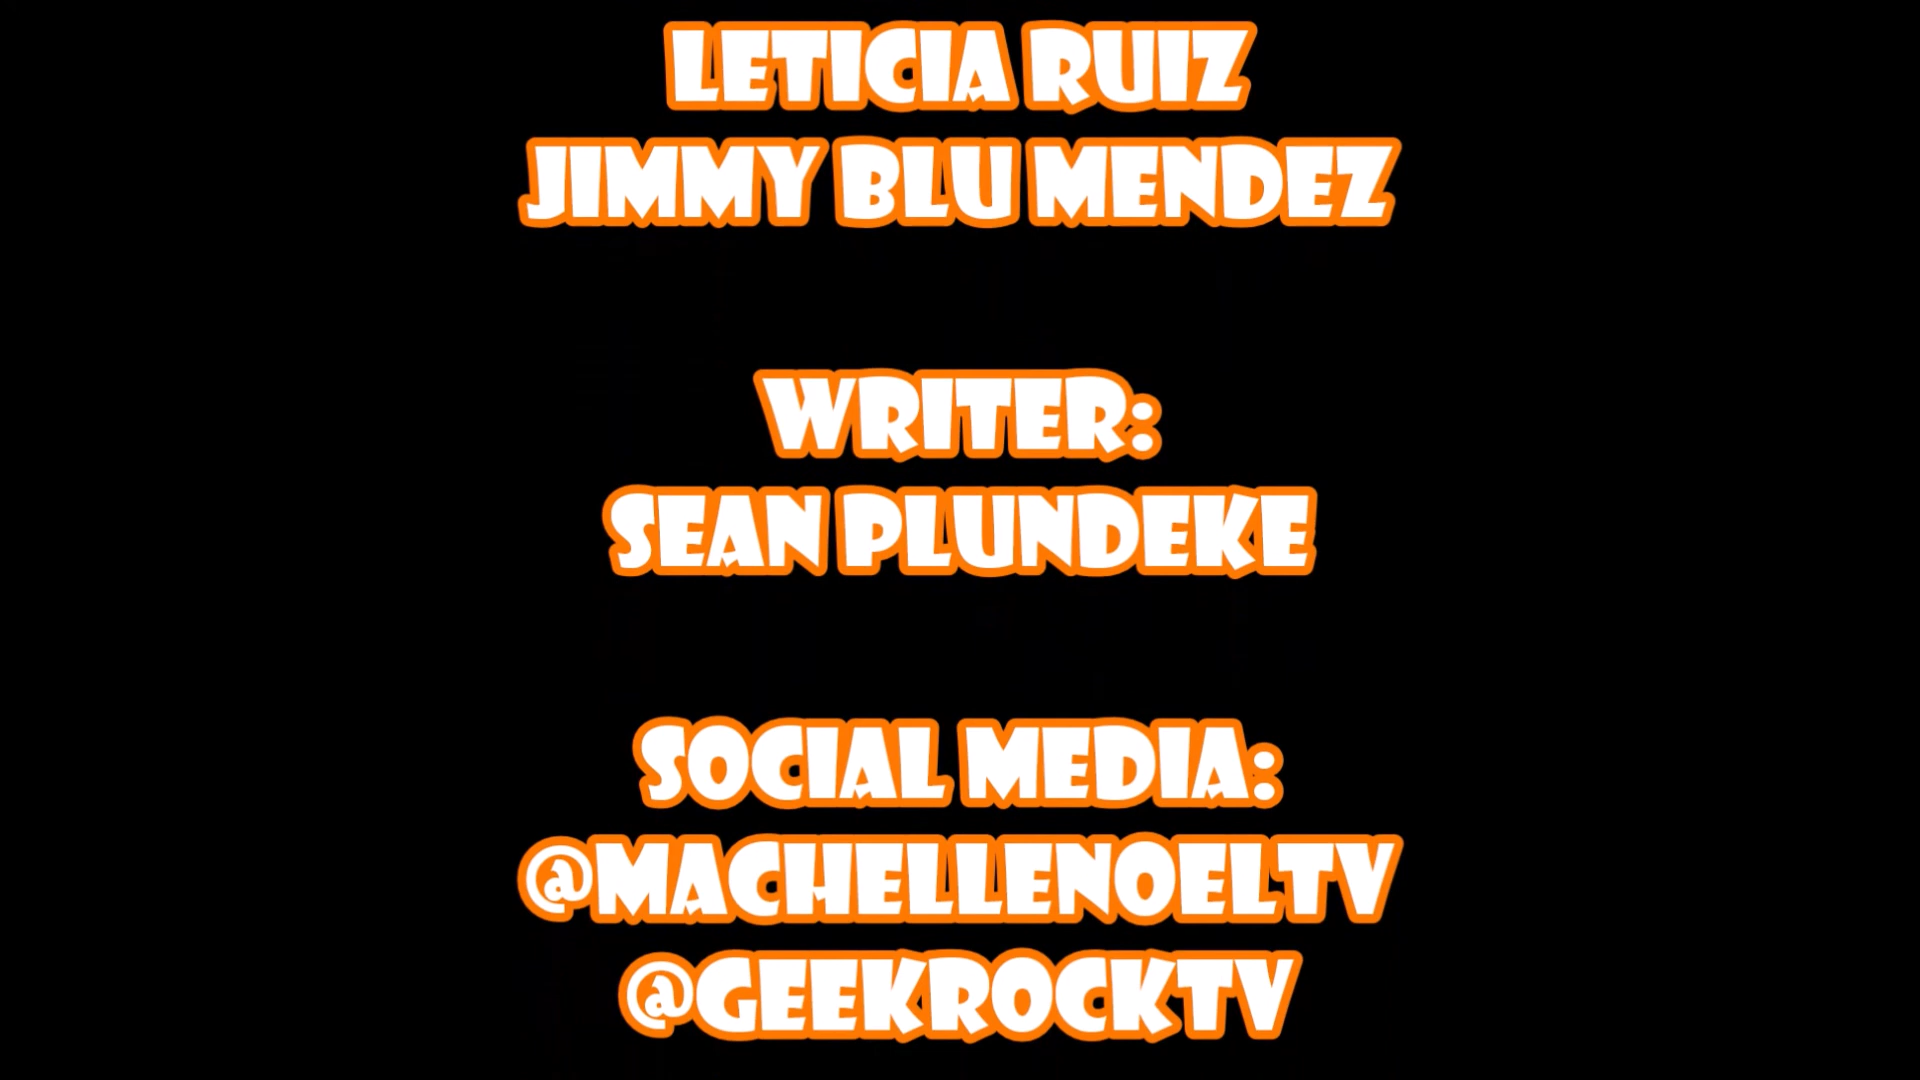 LETICIA RUIZ
JIMMY BLU MENDEZ
WRITER:
SEAN PLUNDEKE
SOCIAL MEDIA:
@MACHELLENOELTV
@GEEKROCKTV